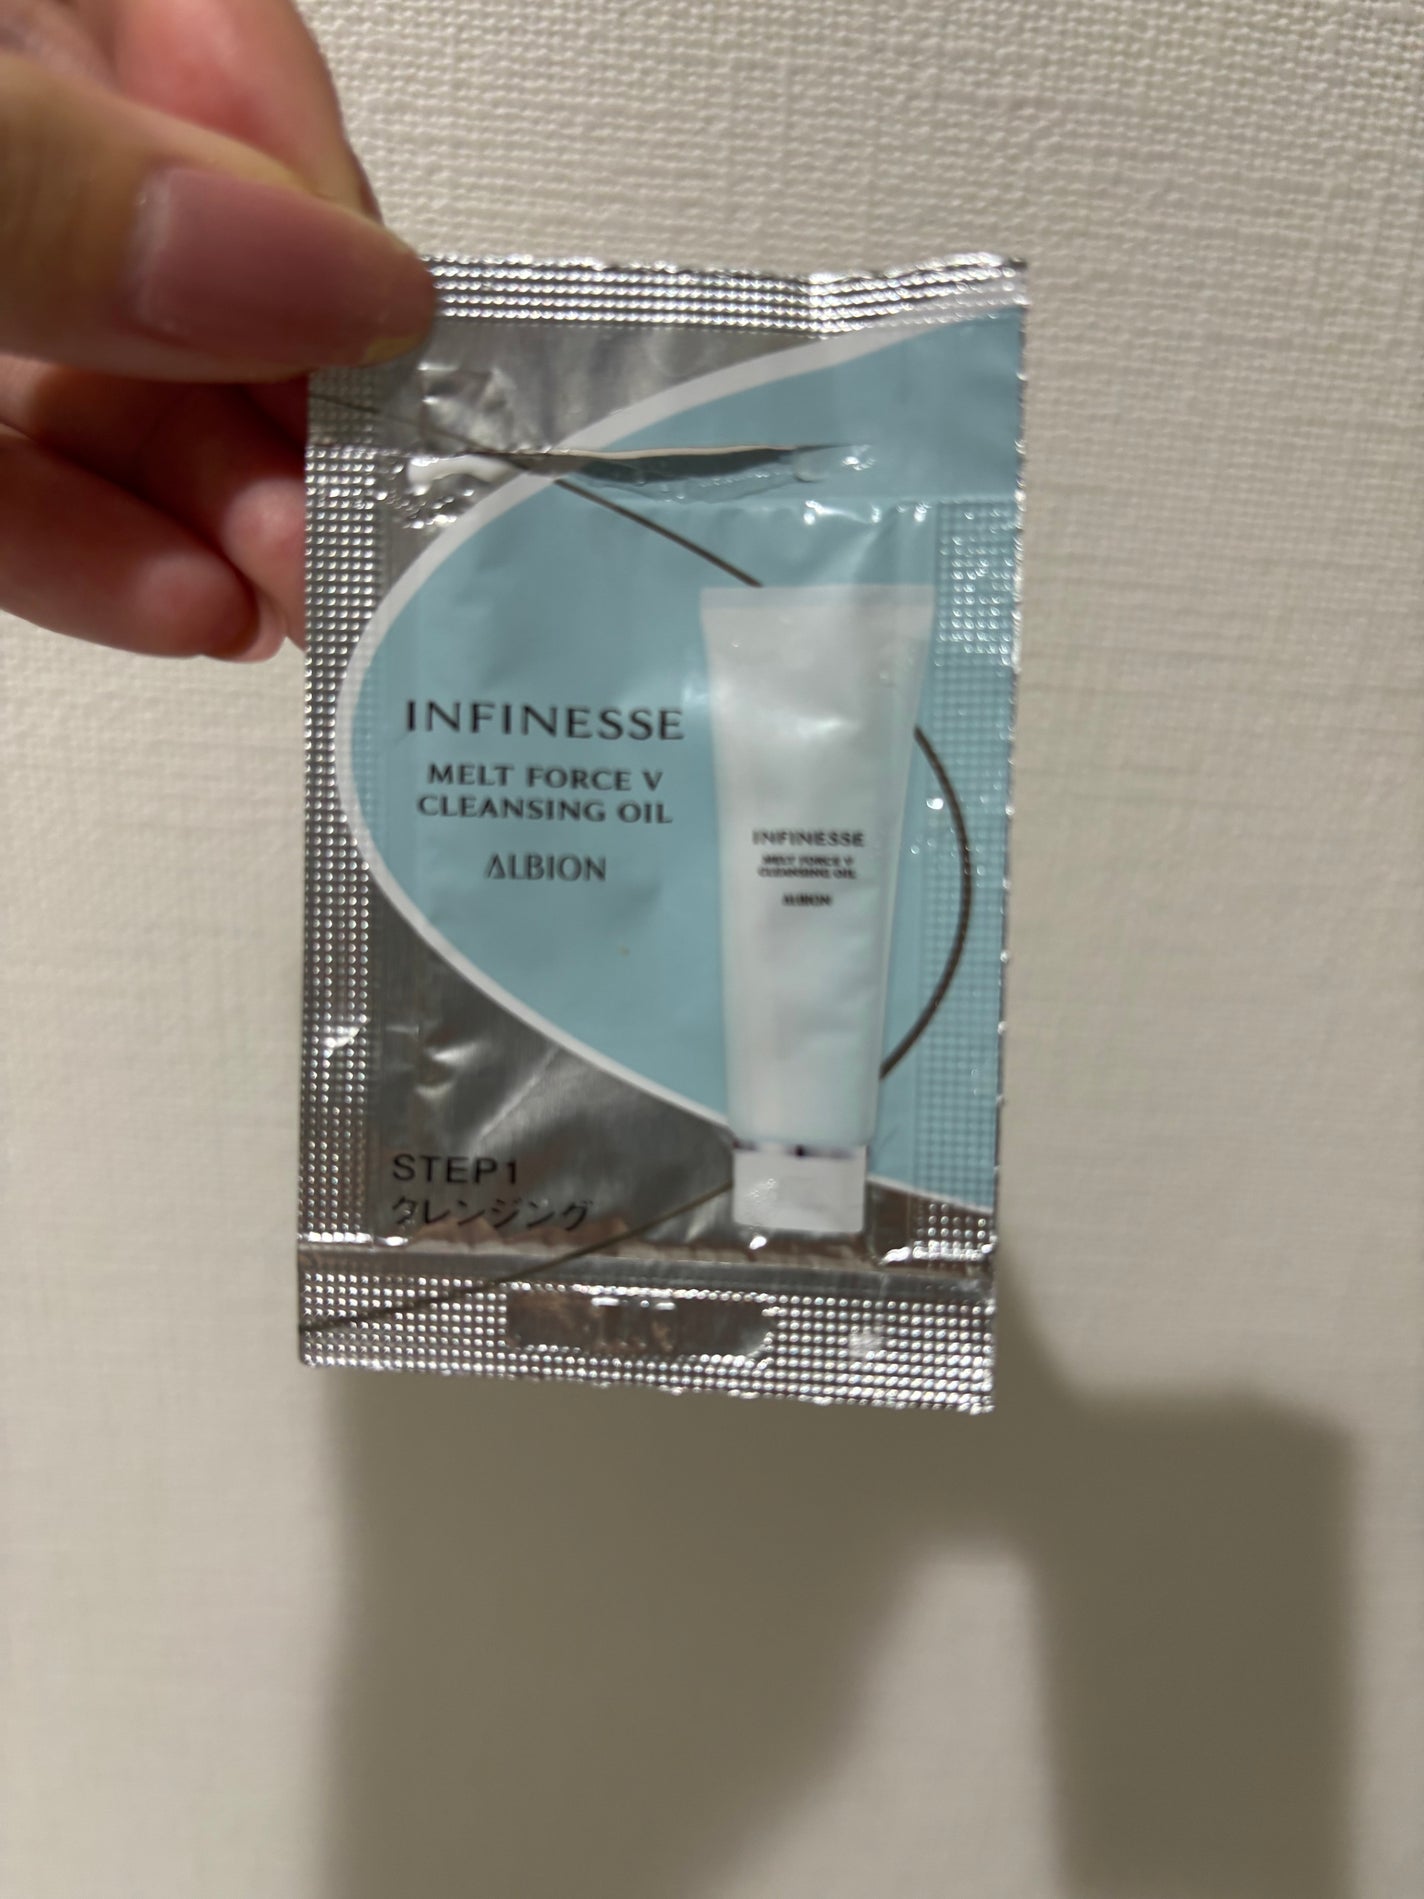 INFINESSE
MELT FORCE V
CLEANSING OIL
ALBION
INFINESSE
MELT FORCE V
CLEANSING OIL
ALBION
STEP1
クレンジング